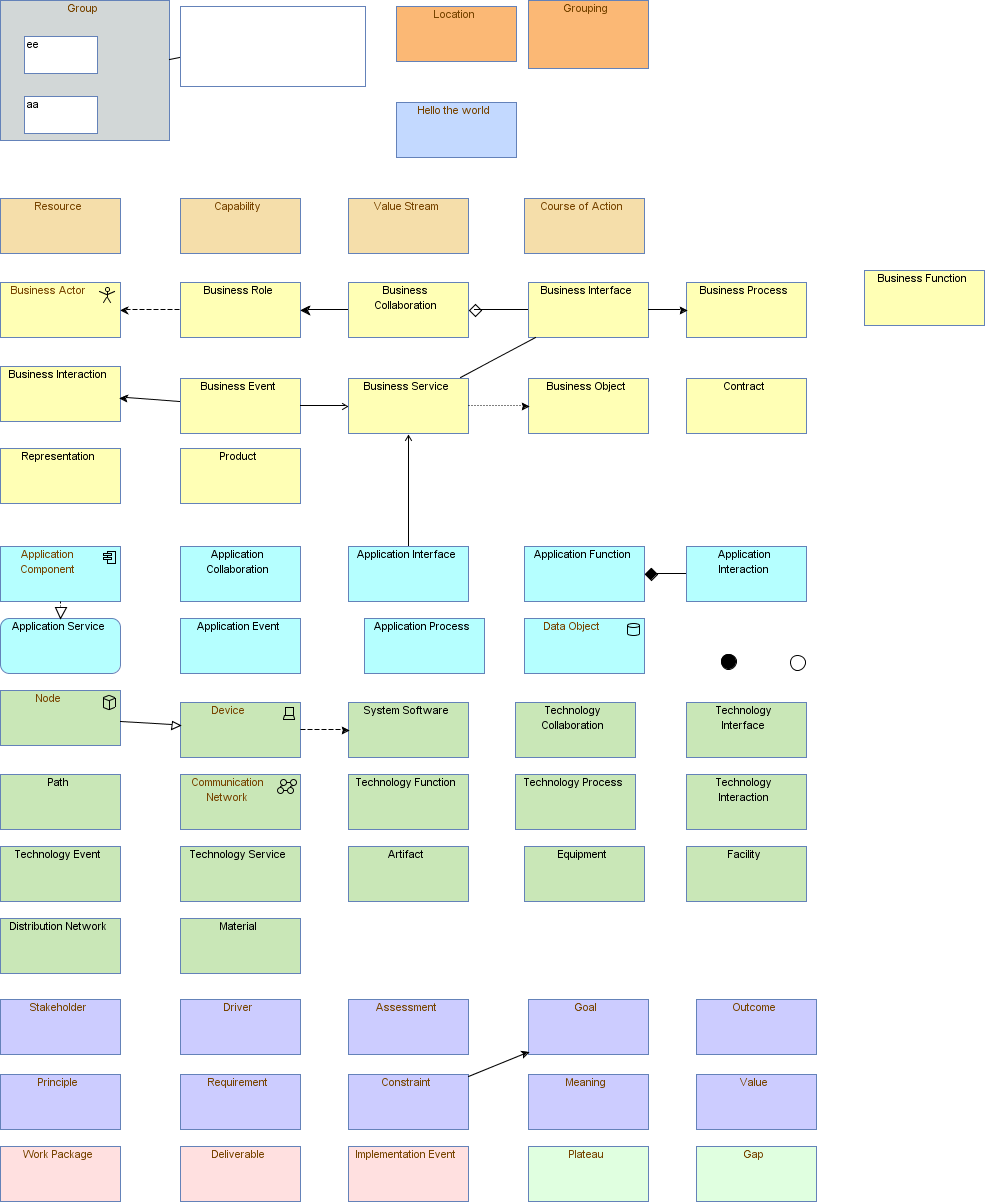 Group
ee
aa
Location
Grouping
Hello the world
Resource
Capability
Value Stream
Course of Action
Business Actor
Business Role
Business
Collaboration
Business Interface
Business Process
Business Function
Business Interaction
Business Event
Business Service
Business Object
Contract
Representation
Product
Application
Component
Application
Collaboration
Application Interface
Application Function
Application
Interaction
Application Service
Application Event
Application Process
Data Object
Node
Device
System Software
Technology
Collaboration
Technology
Interface
Path
Communication
Network
Technology Function
Technology Process
Technology
Interaction
Technology Event
Technology Service
Artifact
Equipment
Facility
Distribution Network
Material
Stakeholder
Driver
Assessment
Goal
Outcome
Principle
Requirement
Constraint
Meaning
Value
Work Package
Deliverable
Implementation Event
Plateau
Gap